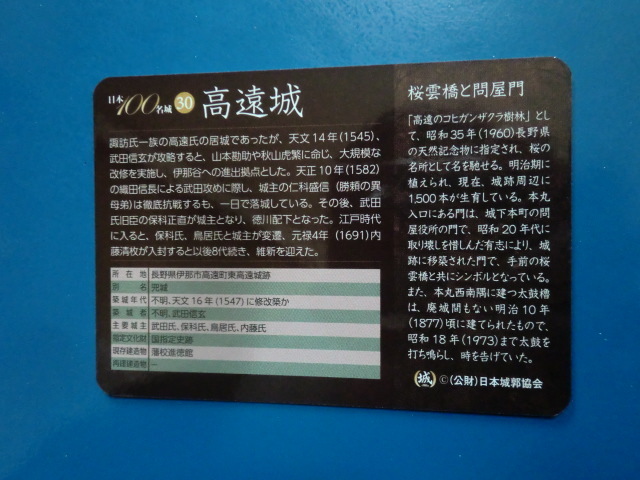 日本100名城 30 高遠城
諏訪氏一族の高遠氏の居城であったが、天文14年(1545)、
武田信玄が攻略すると、山本勘助や秋山虎繁に命じ、大規模な
改修を実施し、伊那谷への進出拠点とした。天正10年(1582)
の織田信長による武田攻めに際し、城主の仁科盛信(勝頼の異
母弟)は徹底抗戦するも、一日で落城している。その後、武田
氏旧臣の保科正直が城主となり、徳川配下となった。江戸時代
に入ると、保科氏、鳥居氏と城主が変遷、元禄4年(1691)内
藤清枚が入封すると以後8代続き、維新を迎えた。
所在地 長野県伊那市高遠町東高遠城跡
別名 兜城
築城年代 不明、天文16年(1547)に修改築か
築城者 不明、武田信玄
主要城主 武田氏、保科氏、鳥居氏、内藤氏
指定文化財 国指定史跡
現存建造物 藩校進徳館
再建建造物 ー
桜雲橋と問屋門
「高遠のコヒガンザクラ樹林」とし
て、昭和35年(1960)長野県
の天然記念物に指定され、桜の
名所として名を馳せる。明治期に
植えられ、現在、城跡周辺に
1,500本が生育している。本丸
入口にある門は、城下本町の問
屋役所の門で、昭和20年代に
取り壊しを惜しんだ有志により、城
跡に移築された門で、手前の桜
雲橋と共にシンボルとなっている。
また、本丸西南隅に建つ太鼓櫓
は、廃城間もない明治10年
(1877)頃に建てられたもので、
昭和18年(1973)まで太鼓を
打ち鳴らし、時を告げていた。
城 ©(公財)日本城郭協会